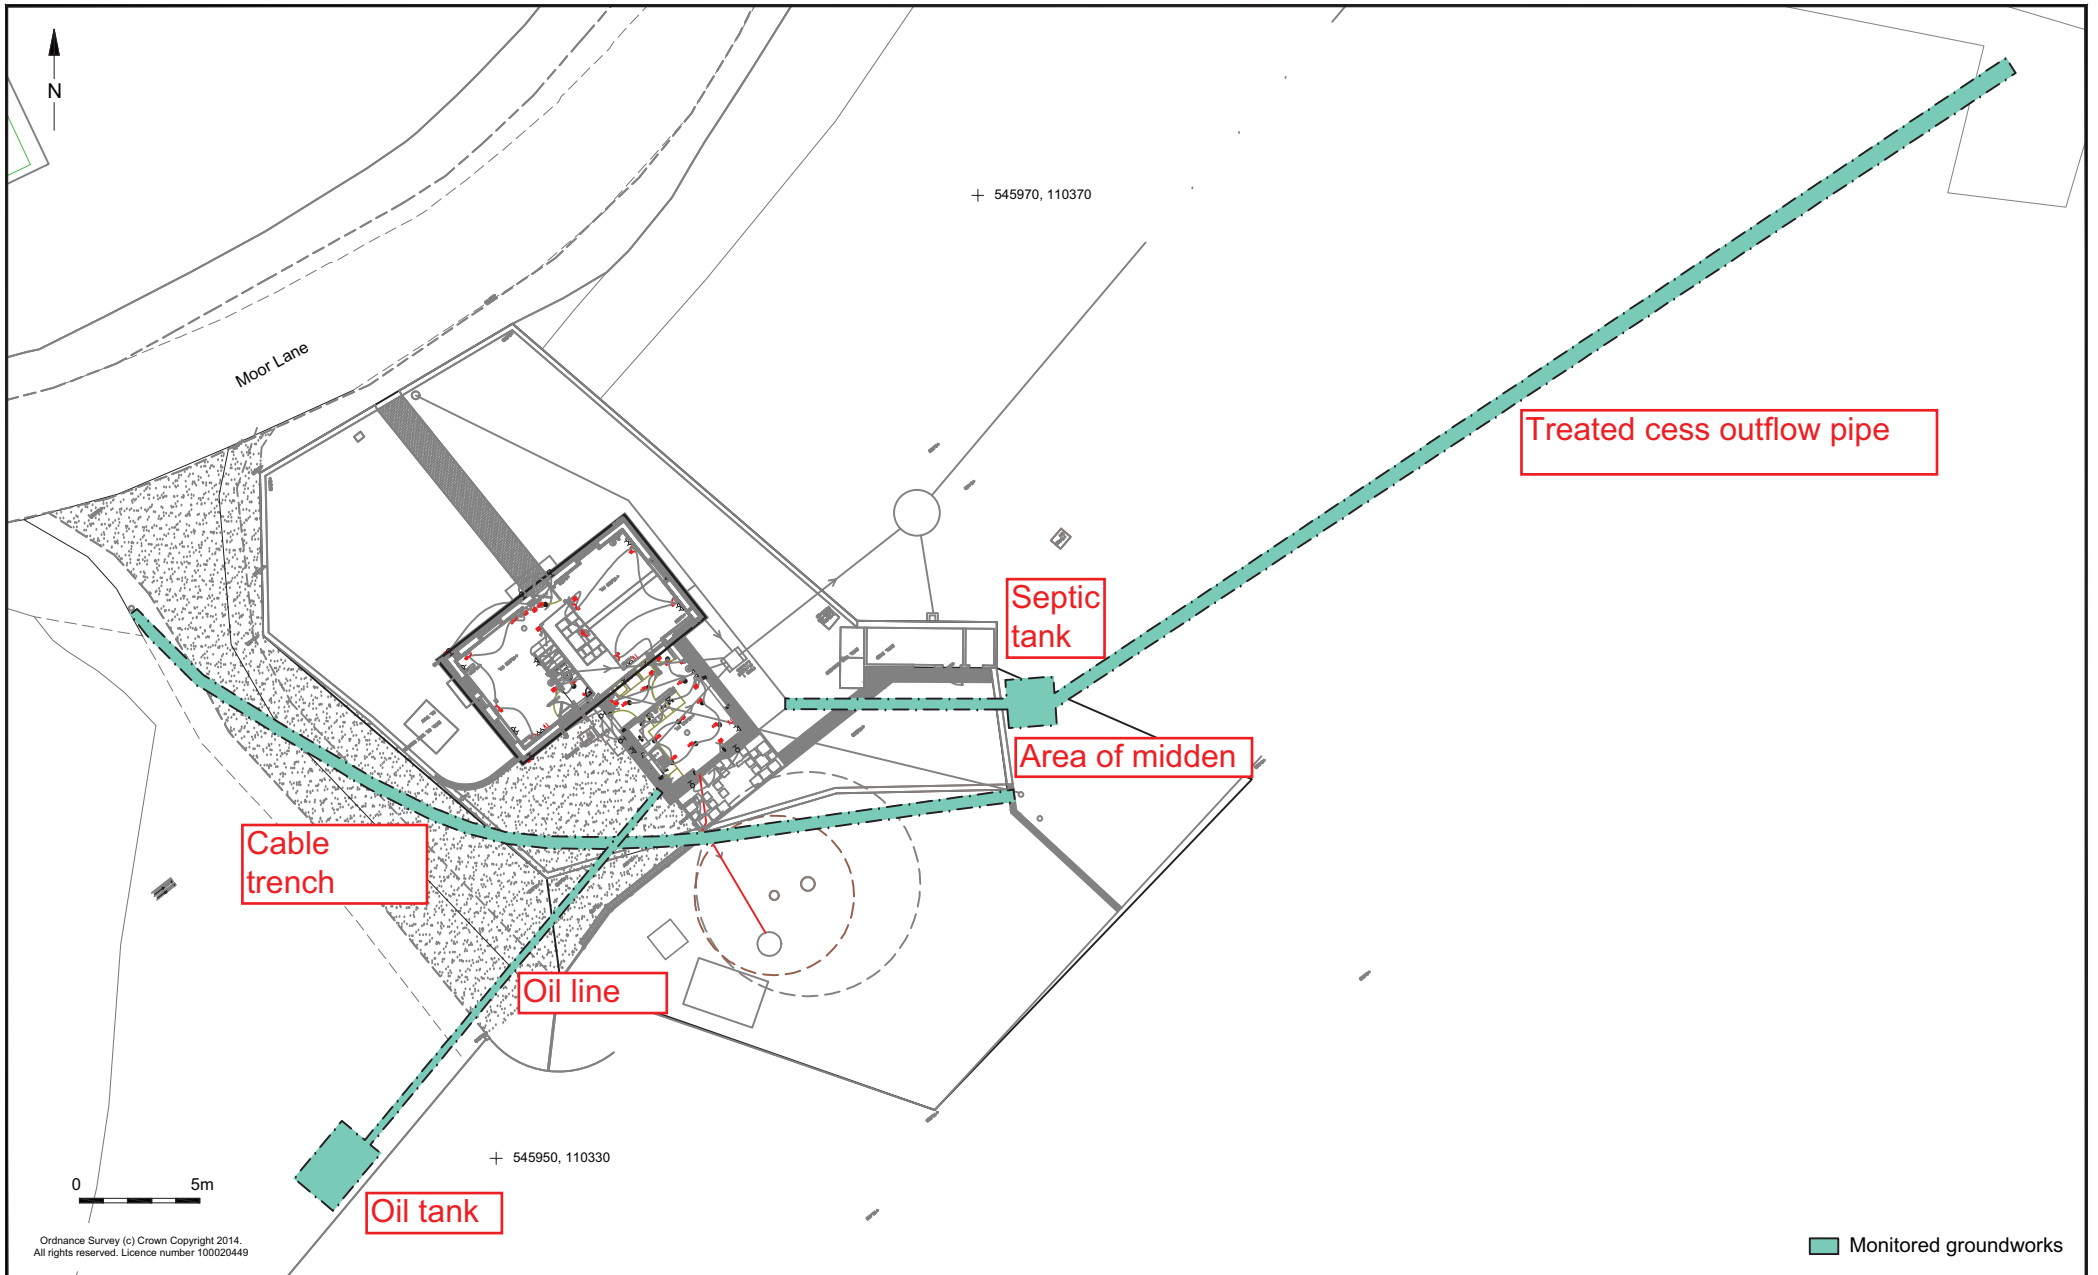 N
545970, 110370
Moor Lane
Treated cess outflow pipe
Septic
tank
Area of midden
Cable
trench
Oil line
545950, 110330
0 5m
Oil tank
Ordnance Survey (c) Crown Copyright 2014.
All rights reserved. Licence number 100020449
Monitored groundworks